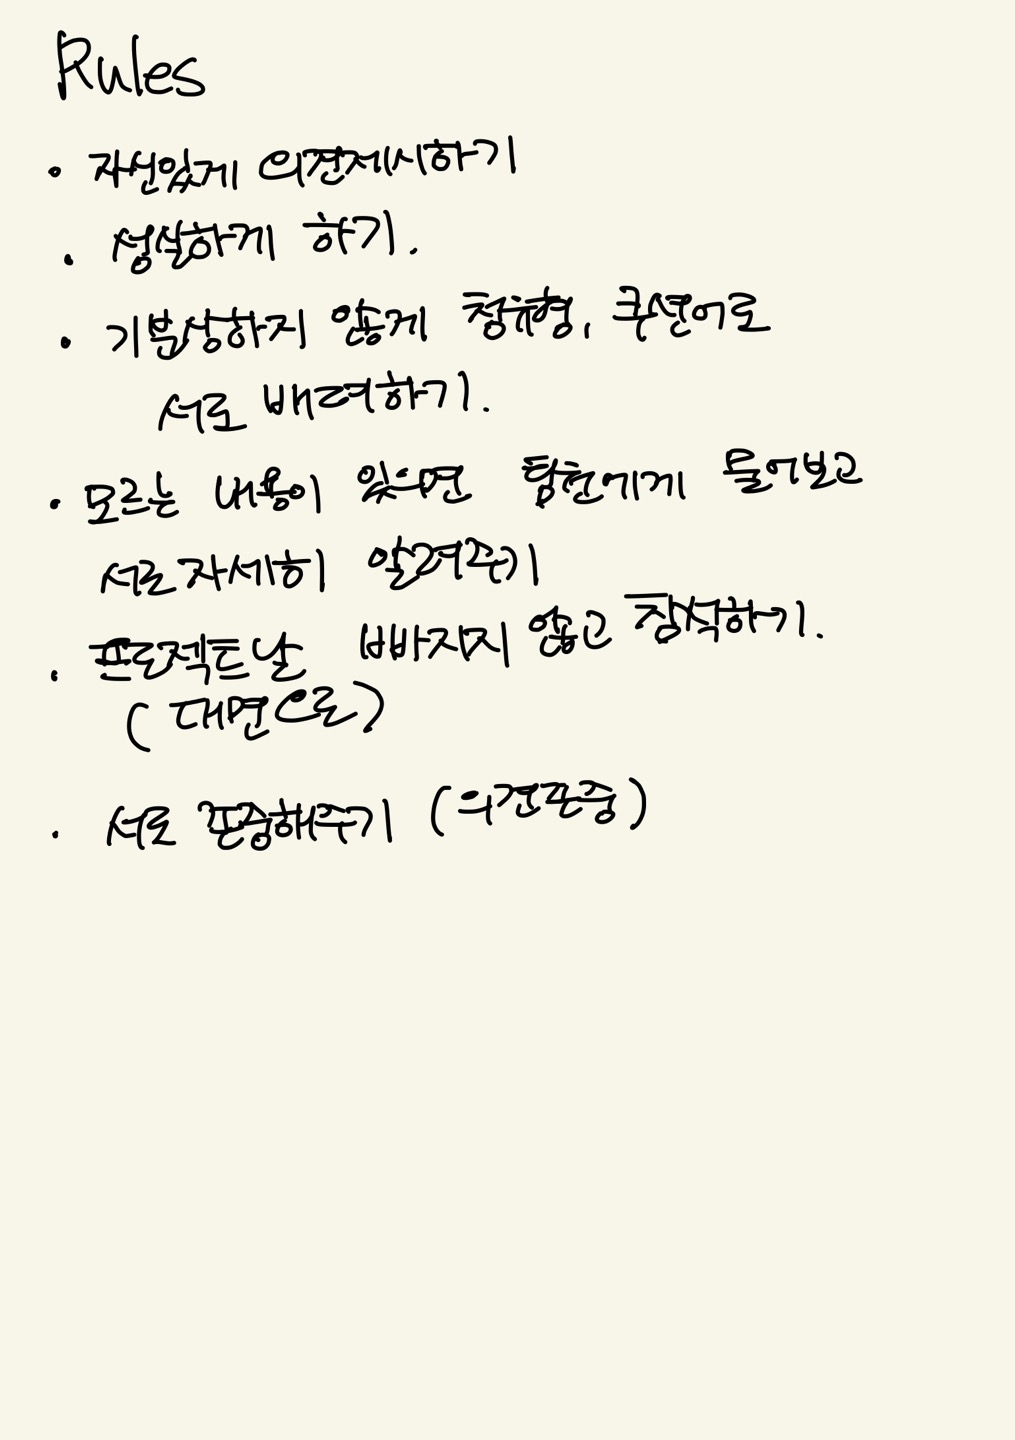 Rules
• 자신있게 의견제시하기
• 성실하게 하기.
• 기분상하지 않게 청유형, 쿠션어로
서로 배려하기.
• 모르는 내용이 있으면 팀원에게 물어보고
서로 자세히 알려주기
• 프로젝트날 빠지지 않고 참석하기.
(대면으로)
• 서로 존중해주기 (의견존중)